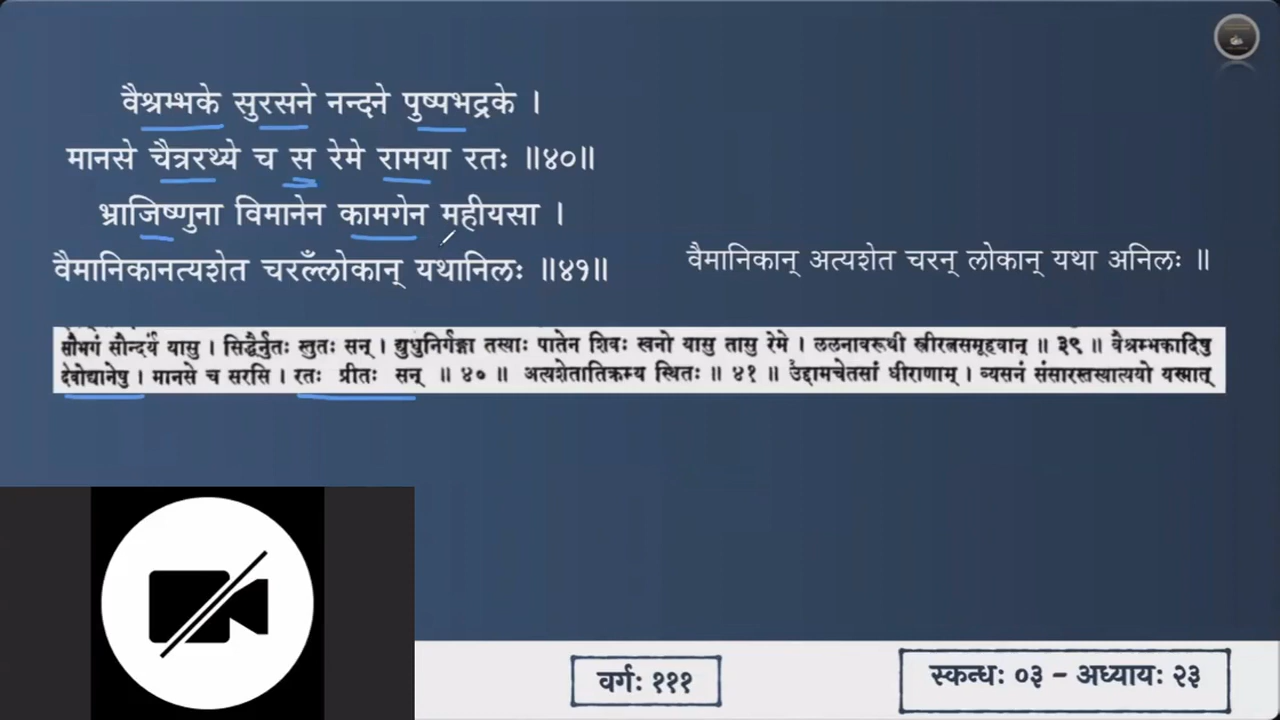 वैश्रम्भके सुरसने नन्दने पुष्पभद्रके ।
मानसे चैत्ररथ्ये च स रेमे रामया रतः ॥४०॥
भ्राजिष्णुना विमानेन कामगेन महीयसा ।
वैमानिकानत्यशेत चरल्ँलोकान् यथानिलः ॥४१॥
वैमानिकान् अत्यशेत चरन् लोकान् यथा अनिलः ॥
सौभगं सौन्दर्यं यासु । सिद्धैर्नुतः स्तुतः सन् । द्युधुनिर्गङ्गा तस्याः पातेन शिवः स्वनो यासु तासु रेमे । ललनावरूथी स्त्रीरत्नसमूहवान् ॥ ३९ ॥ वैश्रम्भकादिषु
देवोद्यानेषु । मानसे च सरसि । रतः प्रीतः सन् ॥ ४० ॥ अत्यशेतातिक्रम्य स्थितः ॥ ४१ ॥ उद्दामचेतसां धीराणाम् । व्यसनं संसारस्तस्यात्ययो यस्मात्
वर्गः १११
स्कन्धः ०३ - अध्यायः २३